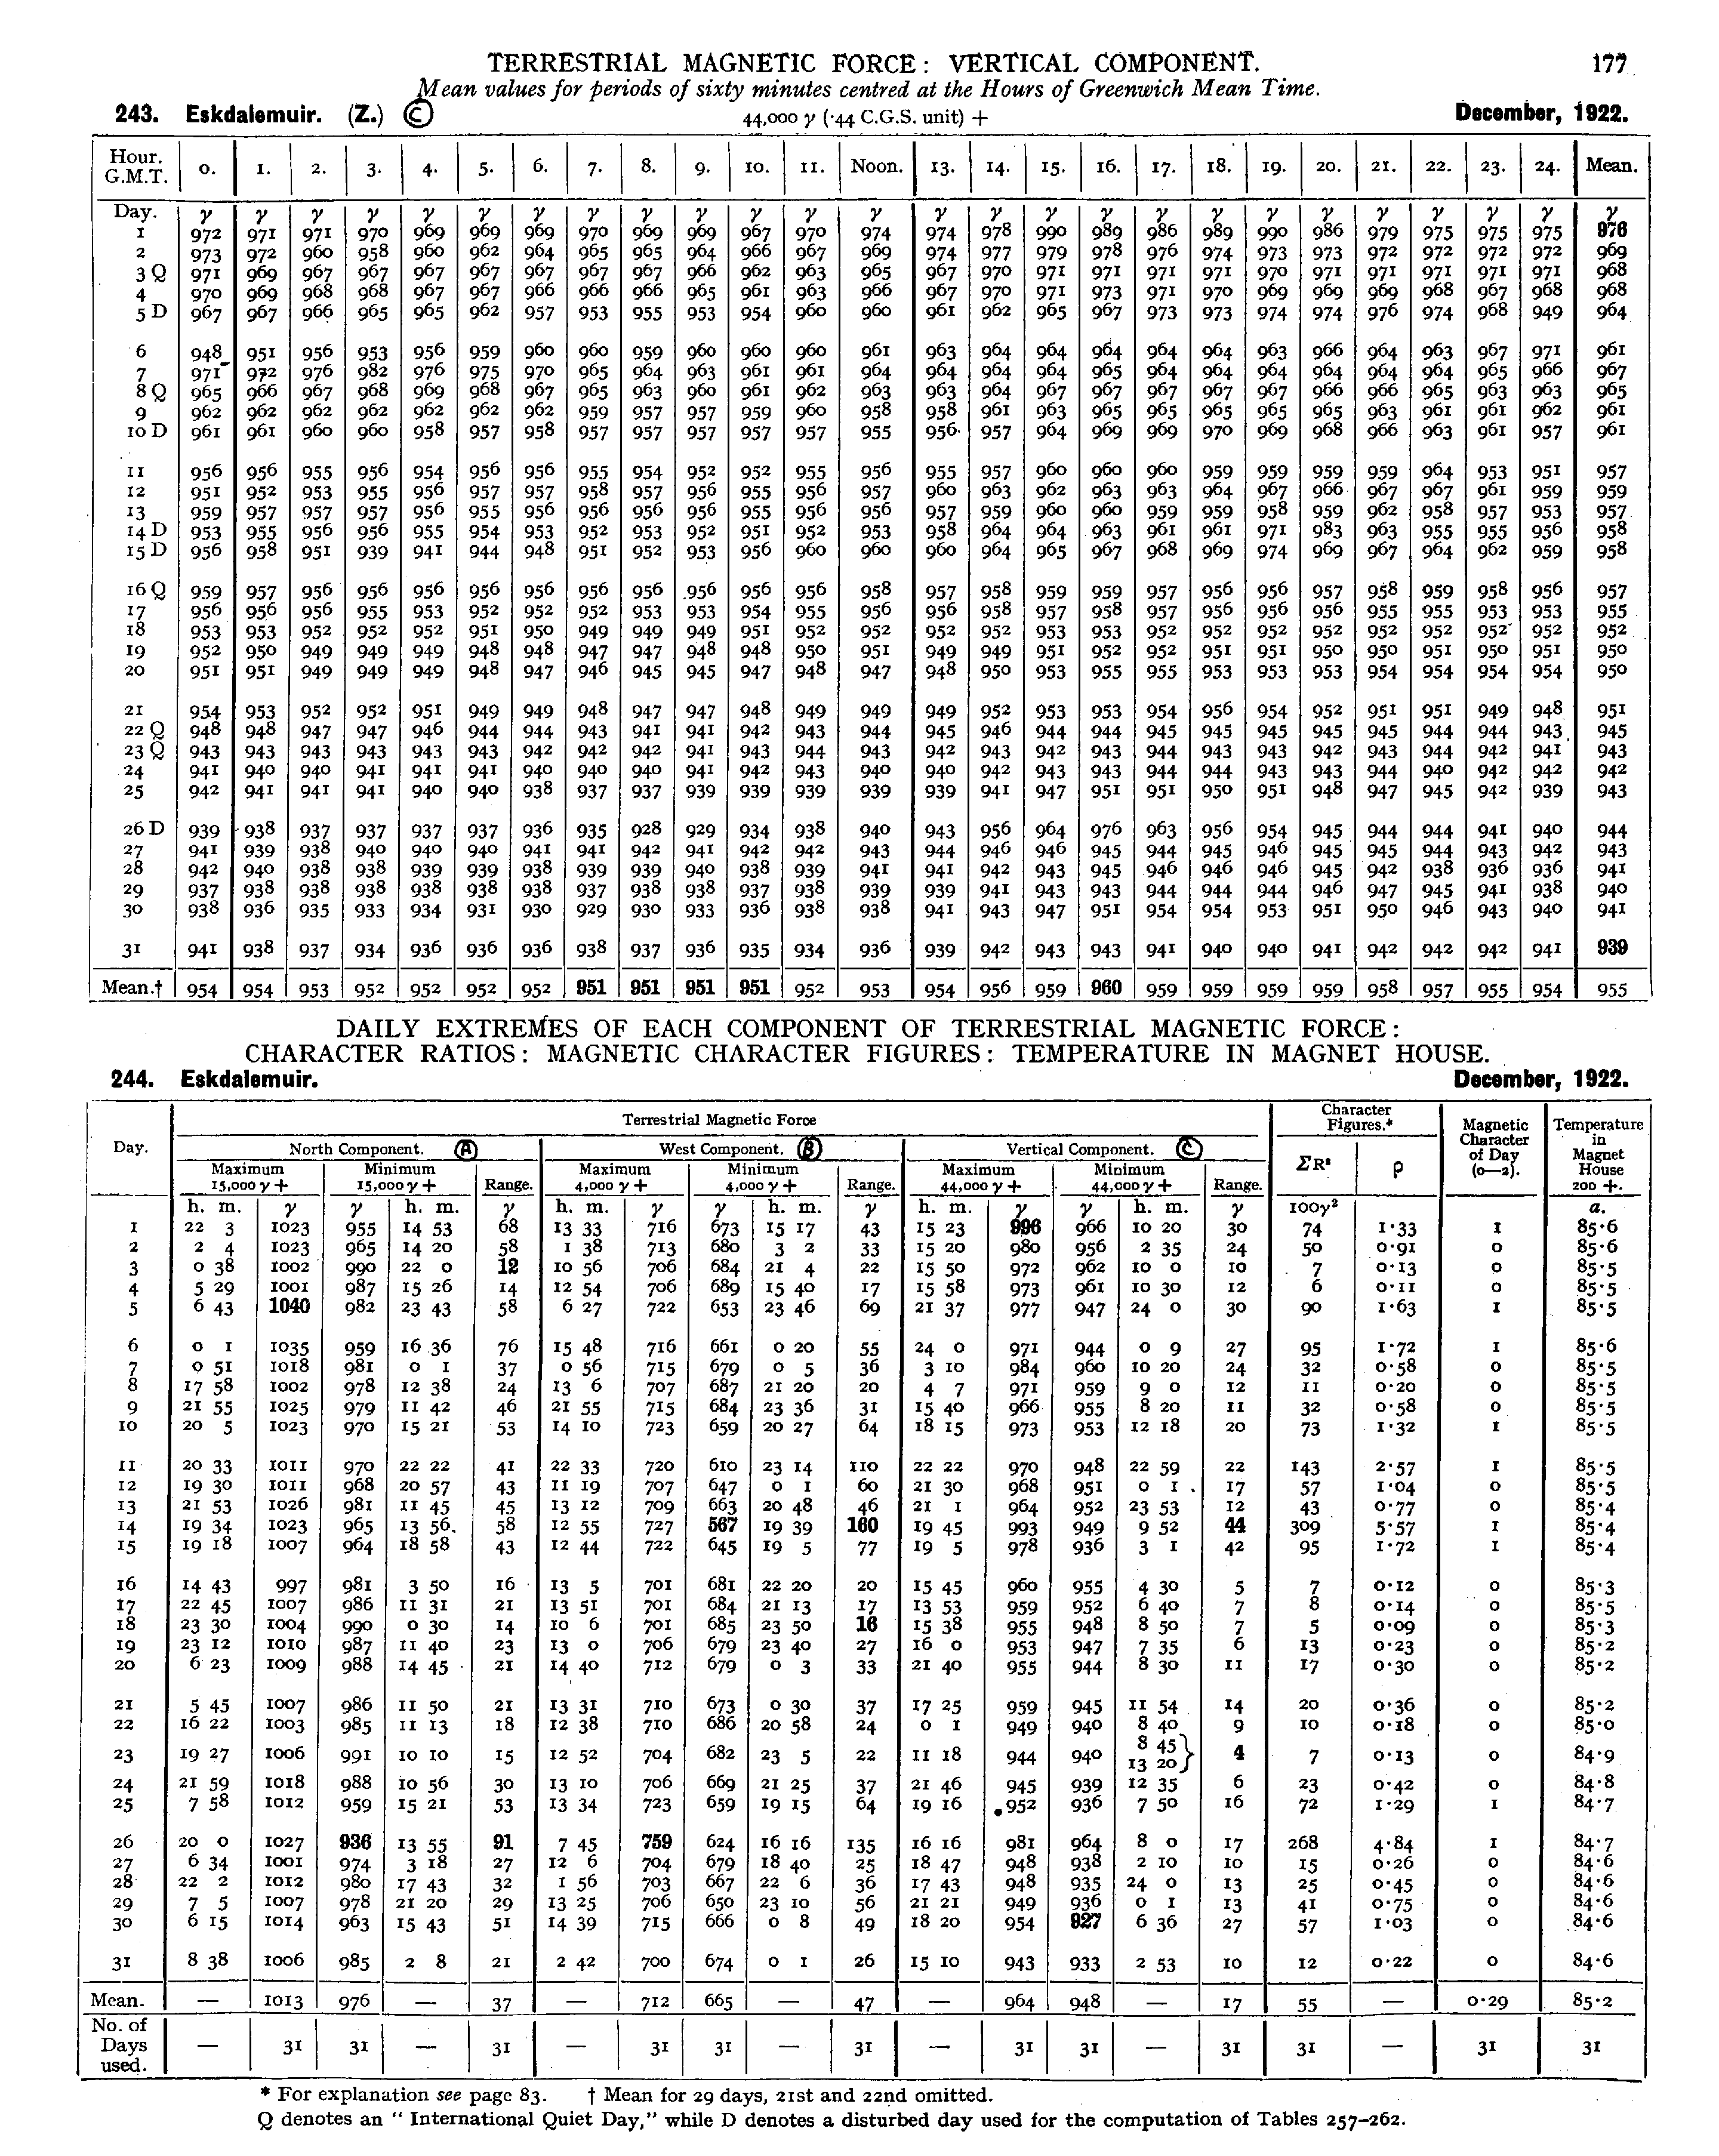 TERRESTRIAL MAGNETIC FORCE: VERTICAL COMPONENT. 177
Mean values for periods of sixty minutes centred at the Hours of Greenwich Mean Time.
243. Eskdalemuir. (Z.) Ⓒ 44,000 γ (·44 C.G.S. unit) + December, 1922.
Hour. G.M.T. 0. 1. 2. 3. 4. 5. 6. 7. 8. 9. 10. 11. Noon. 13. 14. 15. 16. 17. 18. 19. 20. 21. 22. 23. 24. Mean.
Day. γ γ γ γ γ γ γ γ γ γ γ γ γ γ γ γ γ γ γ γ γ γ γ γ γ γ
1 972 971 971 970 969 969 969 970 969 969 967 970 974 974 978 990 989 986 989 990 986 979 975 975 975 976
2 973 972 960 958 960 962 964 965 965 964 966 967 969 974 977 979 978 976 974 973 973 972 972 972 972 969
3 Q 971 969 967 967 967 967 967 967 967 966 962 963 965 967 970 971 971 971 971 970 971 971 971 971 971 968
4 970 969 968 968 967 967 966 966 966 965 961 963 966 967 970 971 973 971 970 969 969 969 968 967 968 968
5 D 967 967 966 965 965 962 957 953 955 953 954 960 960 961 962 965 967 973 973 974 974 976 974 968 949 964
6 948 951 956 953 956 959 960 960 959 960 960 960 961 963 964 964 964 964 964 963 966 964 963 967 971 961
7 971 972 976 982 976 975 970 965 964 963 961 961 964 964 964 964 965 964 964 964 964 964 964 965 966 967
8 Q 965 966 967 968 969 968 967 965 963 960 961 962 963 963 964 967 967 967 967 967 966 966 965 963 963 965
9 962 962 962 962 962 962 962 959 957 957 959 960 958 958 961 963 965 965 965 965 965 963 961 961 962 961
10 D 961 961 960 960 958 957 958 957 957 957 957 957 955 956 957 964 969 969 970 969 968 966 963 961 957 961
11 956 956 955 956 954 956 956 955 954 952 952 955 956 955 957 960 960 960 959 959 959 959 964 953 951 957
12 951 952 953 955 956 957 957 958 957 956 955 956 957 960 963 962 963 963 964 967 966 967 967 961 959 959
13 959 957 957 957 956 955 956 956 956 956 955 956 956 957 959 960 960 959 959 958 959 962 958 957 953 957
14 D 953 955 956 956 955 954 953 952 953 952 951 952 953 958 964 964 963 961 961 971 983 963 955 955 956 958
15 D 956 958 951 939 941 944 948 951 952 953 956 960 960 960 964 965 967 968 969 974 969 967 964 962 959 958
16 Q 959 957 956 956 956 956 956 956 956 956 956 956 958 957 958 959 959 957 956 956 957 958 959 958 956 957
17 956 956 956 955 953 952 952 952 953 953 954 955 956 956 958 957 958 957 956 956 956 955 955 953 953 955
18 953 953 952 952 952 951 950 949 949 949 951 952 952 952 952 953 953 952 952 952 952 952 952 952 952 952
19 952 950 949 949 949 948 948 947 947 948 948 950 951 949 949 951 952 952 951 951 950 950 951 950 951 950
20 951 951 949 949 949 948 947 946 945 945 947 948 947 948 950 953 955 955 953 953 953 954 954 954 954 950
21 954 953 952 952 951 949 949 948 947 947 948 949 949 949 952 953 953 954 956 954 952 951 951 949 948 951
22 Q 948 948 947 947 946 944 944 943 941 941 942 943 944 945 946 944 944 945 945 945 945 945 944 944 943 945
23 Q 943 943 943 943 943 943 942 942 942 941 943 944 943 942 943 942 943 944 943 943 942 943 944 942 941 943
24 941 940 940 941 941 941 940 940 940 941 942 943 940 940 942 943 943 944 944 943 943 944 940 942 942 942
25 942 941 941 941 940 940 938 937 937 939 939 939 939 939 941 947 951 951 950 951 948 947 945 942 939 943
26 D 939 938 937 937 937 937 936 935 928 929 934 938 940 943 956 964 976 963 956 954 945 944 944 941 940 944
27 941 939 938 940 940 940 941 941 942 941 942 942 943 944 946 946 945 944 945 946 945 945 944 943 942 943
28 942 940 938 938 939 939 938 939 939 940 938 939 941 941 942 943 945 946 946 946 945 942 938 936 936 941
29 937 938 938 938 938 938 938 937 938 938 937 938 939 939 941 943 943 944 944 944 946 947 945 941 938 940
30 938 936 935 933 934 931 930 929 930 933 936 938 938 941 943 947 951 954 954 953 951 950 946 943 940 941
31 941 938 937 934 936 936 936 938 937 936 935 934 936 939 942 943 943 941 940 940 941 942 942 942 941 939
Mean.† 954 954 953 952 952 952 952 951 951 951 951 952 953 954 956 959 960 959 959 959 959 958 957 955 954 955
DAILY EXTREMES OF EACH COMPONENT OF TERRESTRIAL MAGNETIC FORCE:
CHARACTER RATIOS: MAGNETIC CHARACTER FIGURES: TEMPERATURE IN MAGNET HOUSE.
244. Eskdalemuir. December, 1922.
Day. Terrestrial Magnetic Force Character Figures.* Magnetic Character of Day (0—2). Temperature in Magnet House 200 +.
North Component. Ⓐ West Component. Ⓑ Vertical Component. Ⓒ ΣR² ρ
Maximum 15,000 γ + Minimum 15,000 γ + Range. Maximum 4,000 γ + Minimum 4,000 γ + Range. Maximum 44,000 γ + Minimum 44,000 γ + Range.
h. m. γ γ h. m. γ h. m. γ γ h. m. γ h. m. γ γ h. m. γ 100γ² a.
1 22 3 1023 955 14 53 68 13 33 716 673 15 17 43 15 23 996 966 10 20 30 74 1·33 1 85·6
2 2 4 1023 965 14 20 58 1 38 713 680 3 2 33 15 20 980 956 2 35 24 50 0·91 0 85·6
3 0 38 1002 990 22 0 12 10 56 706 684 21 4 22 15 50 972 962 10 0 10 7 0·13 0 85·5
4 5 29 1001 987 15 26 14 12 54 706 689 15 40 17 15 58 973 961 10 30 12 6 0·11 0 85·5
5 6 43 1040 982 23 43 58 6 27 722 653 23 46 69 21 37 977 947 24 0 30 90 1·63 1 85·5
6 0 1 1035 959 16 36 76 15 48 716 661 0 20 55 24 0 971 944 0 9 27 95 1·72 1 85·6
7 0 51 1018 981 0 1 37 0 56 715 679 0 5 36 3 10 984 960 10 20 24 32 0·58 0 85·5
8 17 58 1002 978 12 38 24 13 6 707 687 21 20 20 4 7 971 959 9 0 12 11 0·20 0 85·5
9 21 55 1025 979 11 42 46 21 55 715 684 23 36 31 15 40 966 955 8 20 11 32 0·58 0 85·5
10 20 5 1023 970 15 21 53 14 10 723 659 20 27 64 18 15 973 953 12 18 20 73 1·32 1 85·5
11 20 33 1011 970 22 22 41 22 33 720 610 23 14 110 22 22 970 948 22 59 22 143 2·57 1 85·5
12 19 30 1011 968 20 57 43 11 19 707 647 0 1 60 21 30 968 951 0 1 17 57 1·04 0 85·5
13 21 53 1026 981 11 45 45 13 12 709 663 20 48 46 21 1 964 952 23 53 12 43 0·77 0 85·4
14 19 34 1023 965 13 56 58 12 55 727 567 19 39 160 19 45 993 949 9 52 44 309 5·57 1 85·4
15 19 18 1007 964 18 58 43 12 44 722 645 19 5 77 19 5 978 936 3 1 42 95 1·72 1 85·4
16 14 43 997 981 3 50 16 13 5 701 681 22 20 20 15 45 960 955 4 30 5 7 0·12 0 85·3
17 22 45 1007 986 11 31 21 13 51 701 684 21 13 17 13 53 959 952 6 40 7 8 0·14 0 85·5
18 23 30 1004 990 0 30 14 10 6 701 685 23 50 16 15 38 955 948 8 50 7 5 0·09 0 85·3
19 23 12 1010 987 11 40 23 13 0 706 679 23 40 27 16 0 953 947 7 35 6 13 0·23 0 85·2
20 6 23 1009 988 14 45 21 14 40 712 679 0 3 33 21 40 955 944 8 30 11 17 0·30 0 85·2
21 5 45 1007 986 11 50 21 13 31 710 673 0 30 37 17 25 959 945 11 54 14 20 0·36 0 85·2
22 16 22 1003 985 11 13 18 12 38 710 686 20 58 24 0 1 949 940 8 40 9 10 0·18 0 85·0
23 19 27 1006 991 10 10 15 12 52 704 682 23 5 22 11 18 944 940 8 45 13 20} 4 7 0·13 0 84·9
24 21 59 1018 988 10 56 30 13 10 706 669 21 25 37 21 46 945 939 12 35 6 23 0·42 0 84·8
25 7 58 1012 959 15 21 53 13 34 723 659 19 15 64 19 16 952 936 7 50 16 72 1·29 1 84·7
26 20 0 1027 936 13 55 91 7 45 759 624 16 16 135 16 16 981 964 8 0 17 268 4·84 1 84·7
27 6 34 1001 974 3 18 27 12 6 704 679 18 40 25 18 47 948 938 2 10 10 15 0·26 0 84·6
28 22 2 1012 980 17 43 32 1 56 703 667 22 6 36 17 43 948 935 24 0 13 25 0·45 0 84·6
29 7 5 1007 978 21 20 29 13 25 706 650 23 10 56 21 21 949 936 0 1 13 41 0·75 0 84·6
30 6 15 1014 963 15 43 51 14 39 715 666 0 8 49 18 20 954 927 6 36 27 57 1·03 0 84·6
31 8 38 1006 985 2 8 21 2 42 700 674 0 1 26 15 10 943 933 2 53 10 12 0·22 0 84·6
Mean. — 1013 976 — 37 — 712 665 — 47 — 964 948 — 17 55 — 0·29 85·2
No. of Days used. — 31 31 — 31 — 31 31 — 31 — 31 31 — 31 31 — 31 31
* For explanation see page 83. † Mean for 29 days, 21st and 22nd omitted.
Q denotes an "International Quiet Day," while D denotes a disturbed day used for the computation of Tables 257–262.